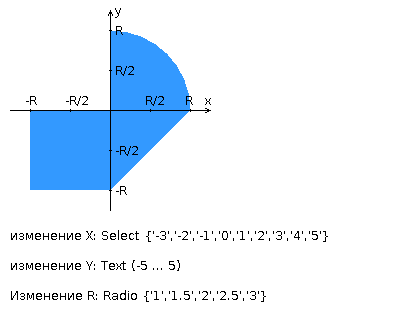 y
R
R/2
-R -R/2 R/2 R x
-R/2
-R
изменение X: Select {'-3','-2','-1','0','1','2','3','4','5'}
изменение Y: Text (-5 ... 5)
Изменение R: Radio {'1','1.5','2','2.5','3'}